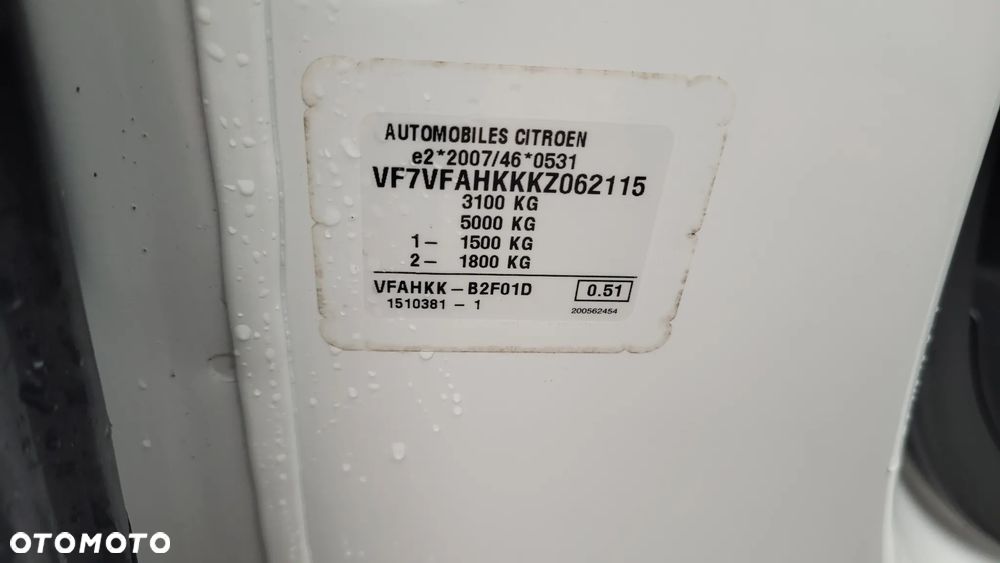 AUTOMOBILES CITROEN
e2*2007/46*0531
VF7VFAHKKKZ062115
3100 KG
5000 KG
1– 1500 KG
2– 1800 KG
VFAHKK–B2F01D 0.51
1510381 – 1 200562454
OTOMOTO